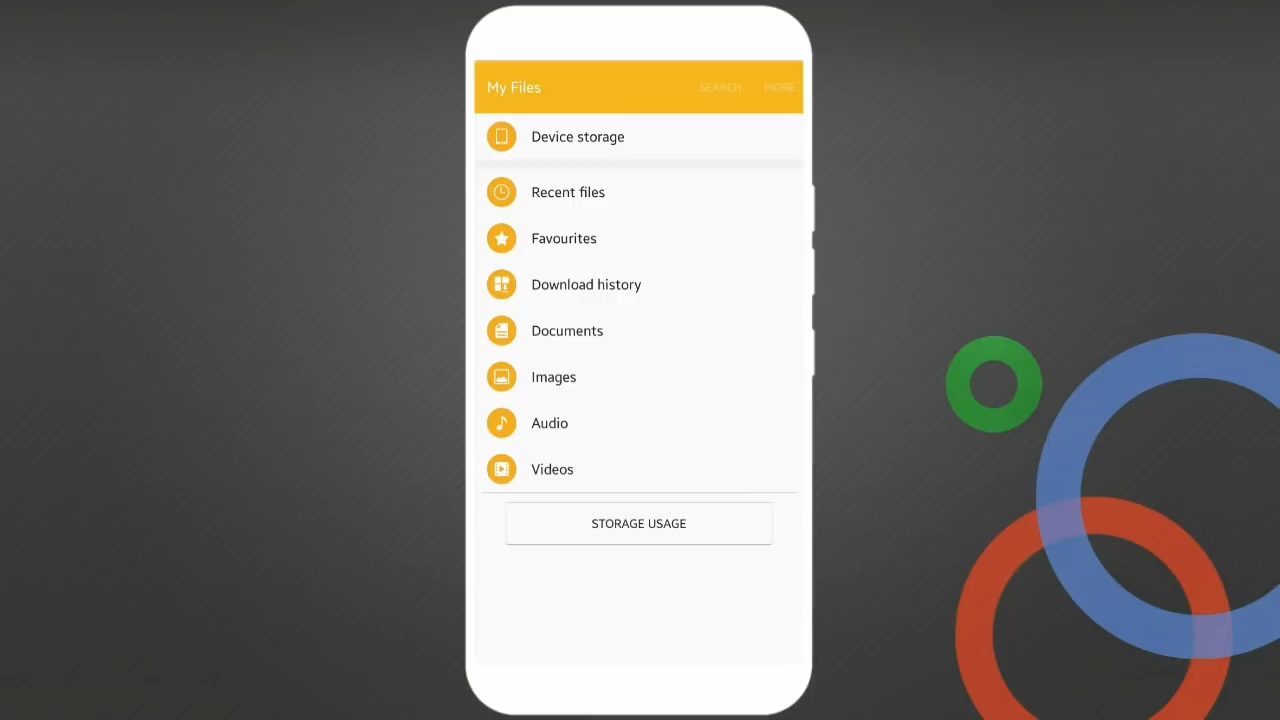 My Files SEARCH MORE
Device storage
Recent files
Favourites
Download history
Documents
Images
Audio
Videos
STORAGE USAGE